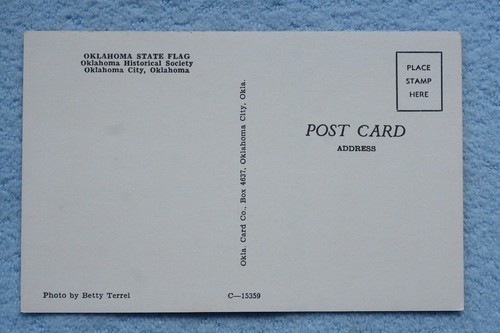 OKLAHOMA STATE FLAG
Oklahoma Historical Society
Oklahoma City, Oklahoma
Photo by Betty Terrel
Okla. Card Co., Box 4637, Oklahoma City, Okla.
C—15359
PLACE
STAMP
HERE
POST CARD
ADDRESS